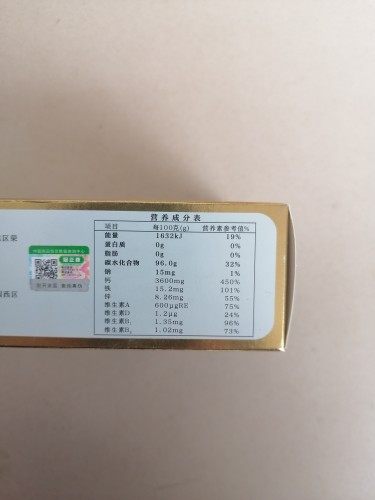 营养成分表
项目 每100克(g) 营养素参考值%
能量 1632kJ 19%
蛋白质 0g 0%
脂肪 0g 0%
碳水化合物 96.0g 32%
钠 15mg 1%
钙 3600mg 450%
铁 15.2mg 101%
锌 8.26mg 55%
维生素A 600μgRE 75%
维生素D 1.2μg 24%
维生素B₁ 1.35mg 96%
维生素B₂ 1.02mg 73%
区荣
西区